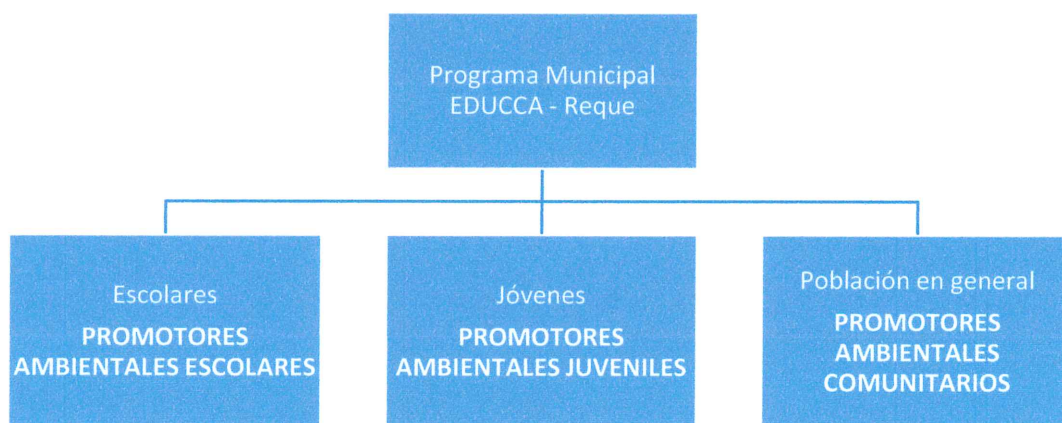 Programa Municipal
EDUCCA - Reque
Escolares
PROMOTORES
AMBIENTALES ESCOLARES
Jóvenes
PROMOTORES
AMBIENTALES JUVENILES
Población en general
PROMOTORES
AMBIENTALES
COMUNITARIOS